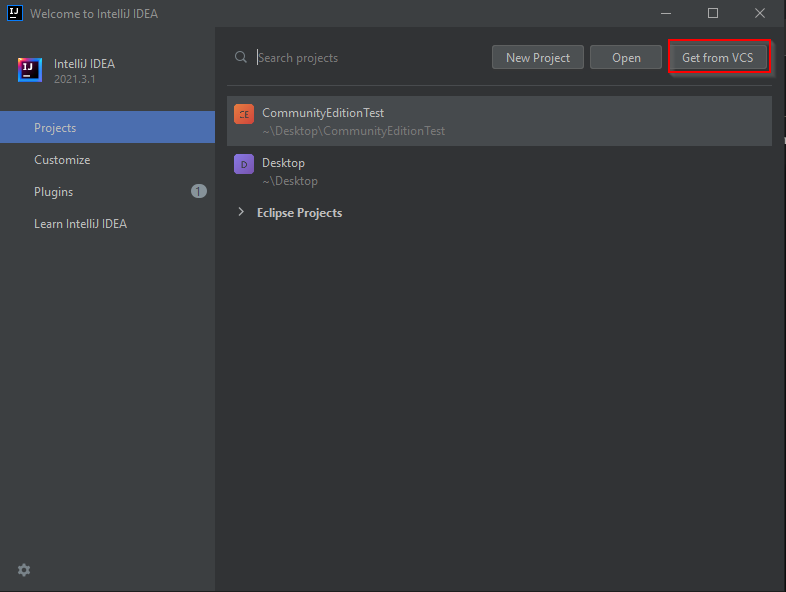 IJ Welcome to IntelliJ IDEA
IJ
IntelliJ IDEA
2021.3.1
Projects
Customize
Plugins 1
Learn IntelliJ IDEA
Search projects
New Project Open Get from VCS
CE CommunityEditionTest
~\Desktop\CommunityEditionTest
D Desktop
~\Desktop
Eclipse Projects